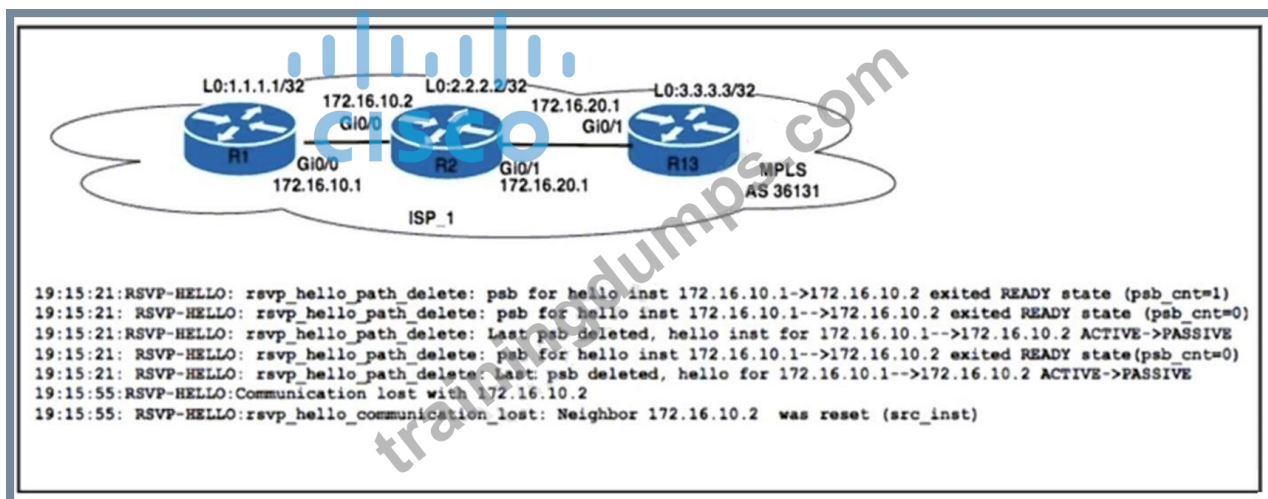 L0:1.1.1.1/32
L0:2.2.2.2/32
L0:3.3.3.3/32
172.16.10.2
172.16.20.1
Gi0/0
Gi0/1
CISCO
R1
R2
R13
Gi0/0
172.16.10.1
Gi0/1
172.16.20.1
MPLS
AS 36131
ISP_1
19:15:21:RSVP-HELLO: rsvp_hello_path_delete: psb for hello inst 172.16.10.1->172.16.10.2 exited READY state (psb_cnt=1)
19:15:21: RSVP-HELLO: rsvp_hello_path_delete: psb for hello inst 172.16.10.1-->172.16.10.2 exited READY state (psb_cnt=0)
19:15:21: RSVP-HELLO: rsvp_hello_path_delete: Last psb deleted, hello inst for 172.16.10.1-->172.16.10.2 ACTIVE->PASSIVE
19:15:21: RSVP-HELLO: rsvp_hello_path_delete: psb for hello inst 172.16.10.1-->172.16.10.2 exited READY state(psb_cnt=0)
19:15:21: RSVP-HELLO: rsvp_hello_path_delete: Last psb deleted, hello for 172.16.10.1-->172.16.10.2 ACTIVE->PASSIVE
19:15:55:RSVP-HELLO:Communication lost with 172.16.10.2
19:15:55: RSVP-HELLO:rsvp_hello_communication_lost: Neighbor 172.16.10.2 was reset (src_inst)
trainingdumps.com